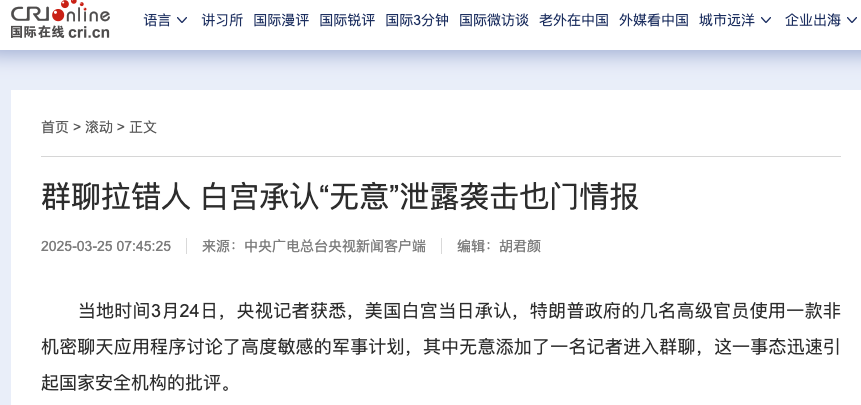 CRIonline
国际在线 cri.cn
语言 讲习所 国际漫评 国际锐评 国际3分钟 国际微访谈 老外在中国 外媒看中国 城市远洋 企业出海
首页 > 滚动 > 正文
群聊拉错人 白宫承认“无意”泄露袭击也门情报
2025-03-25 07:45:25 来源：中央广电总台央视新闻客户端 编辑：胡君颜
当地时间3月24日，央视记者获悉，美国白宫当日承认，特朗普政府的几名高级官员使用一款非
机密聊天应用程序讨论了高度敏感的军事计划，其中无意添加了一名记者进入群聊，这一事态迅速引
起国家安全机构的批评。